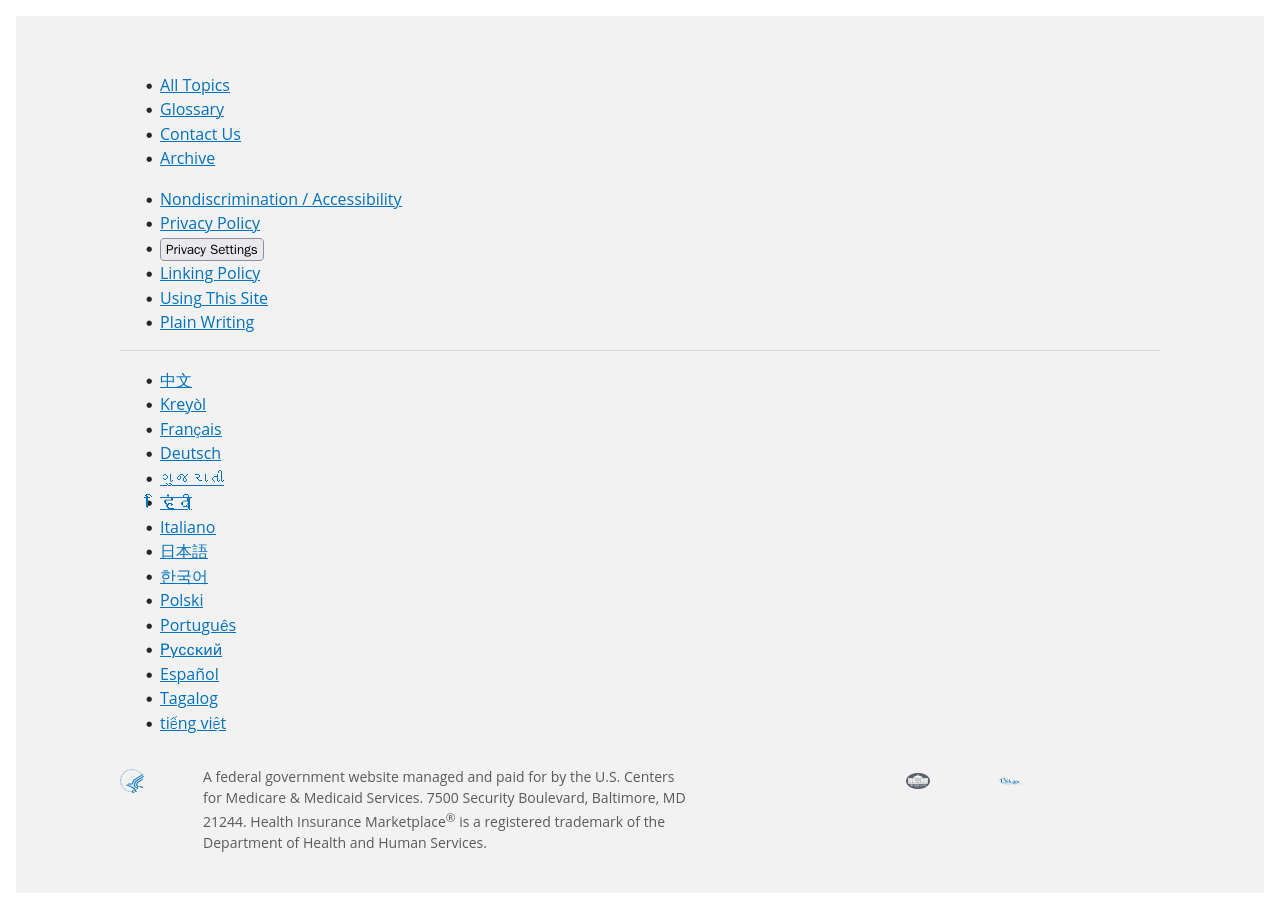 All Topics
Glossary
Contact Us
Archive
Nondiscrimination / Accessibility
Privacy Policy
Privacy Settings
Linking Policy
Using This Site
Plain Writing
中文
Kreyòl
Français
Deutsch
ગુજરાતી
हिंदी
Italiano
日本語
한국어
Polski
Português
Русский
Español
Tagalog
tiếng việt
A federal government website managed and paid for by the U.S. Centers
for Medicare & Medicaid Services. 7500 Security Boulevard, Baltimore, MD
21244. Health Insurance Marketplace® is a registered trademark of the
Department of Health and Human Services.